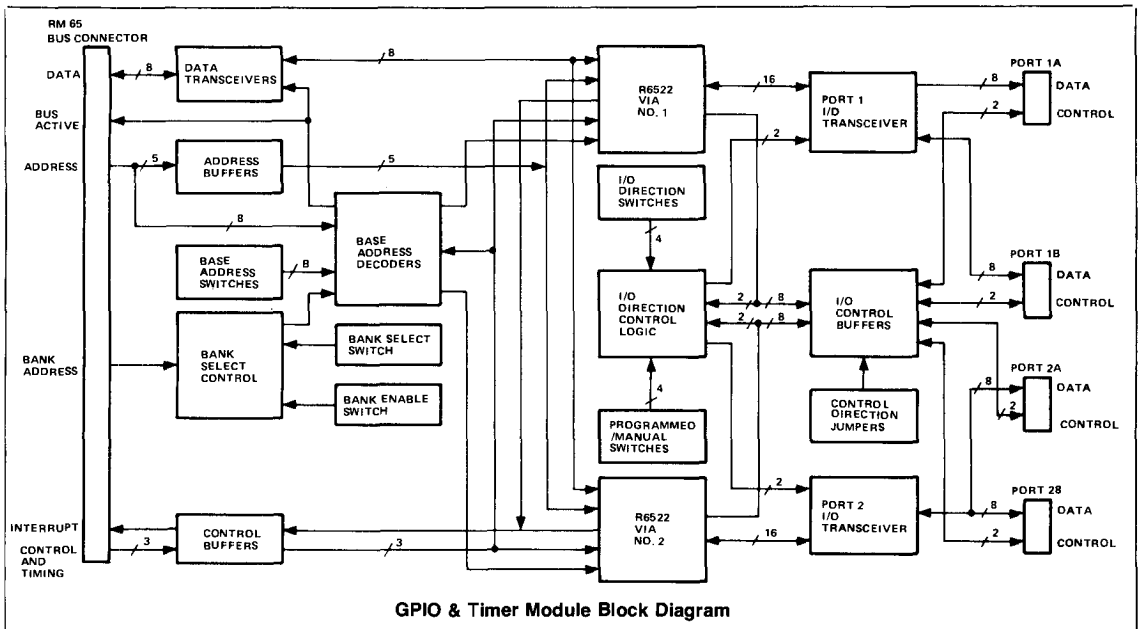 RM 65
BUS CONNECTOR
DATA
8
DATA
TRANSCEIVERS
8
BUS
ACTIVE
ADDRESS
5
ADDRESS
BUFFERS
5
8
BASE
ADDRESS
SWITCHES
8
BASE
ADDRESS
DECODERS
BANK
ADDRESS
BANK
SELECT
CONTROL
BANK SELECT
SWITCH
BANK ENABLE
SWITCH
INTERRUPT
CONTROL
AND
TIMING
3
CONTROL
BUFFERS
3
R6522
VIA
NO. 1
16
2
PORT 1
I/D
TRANSCEIVER
I/O
DIRECTION
SWITCHES
4
I/O
DIRECTION
CONTROL
LOGIC
2
8
2
8
I/O
CONTROL
BUFFERS
4
PROGRAMMED
/MANUAL
SWITCHES
CONTROL
DIRECTION
JUMPERS
R6522
VIA
NO. 2
2
16
PORT 2
I/O
TRANSCEIVER
PORT 1A
8
DATA
2
CONTROL
PORT 1B
8
DATA
2
CONTROL
PORT 2A
8
DATA
2
CONTROL
PORT 28
8
DATA
2
CONTROL
GPIO & Timer Module Block Diagram